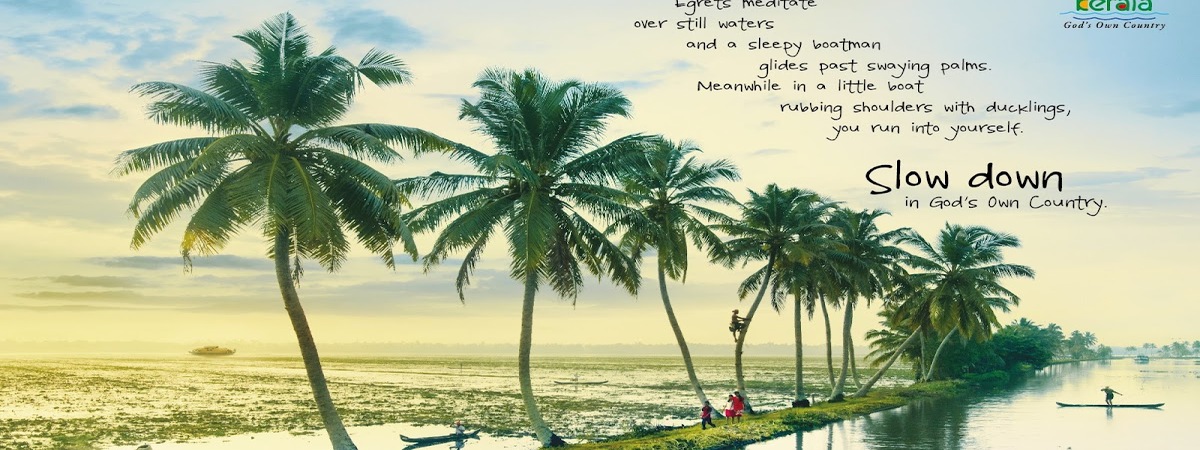 Egrets meditate
over still waters
and a sleepy boatman
glides past swaying palms.
Meanwhile in a little boat
rubbing shoulders with ducklings,
you run into yourself.
Slow down
in God's Own Country.
Kerala
God's Own Country